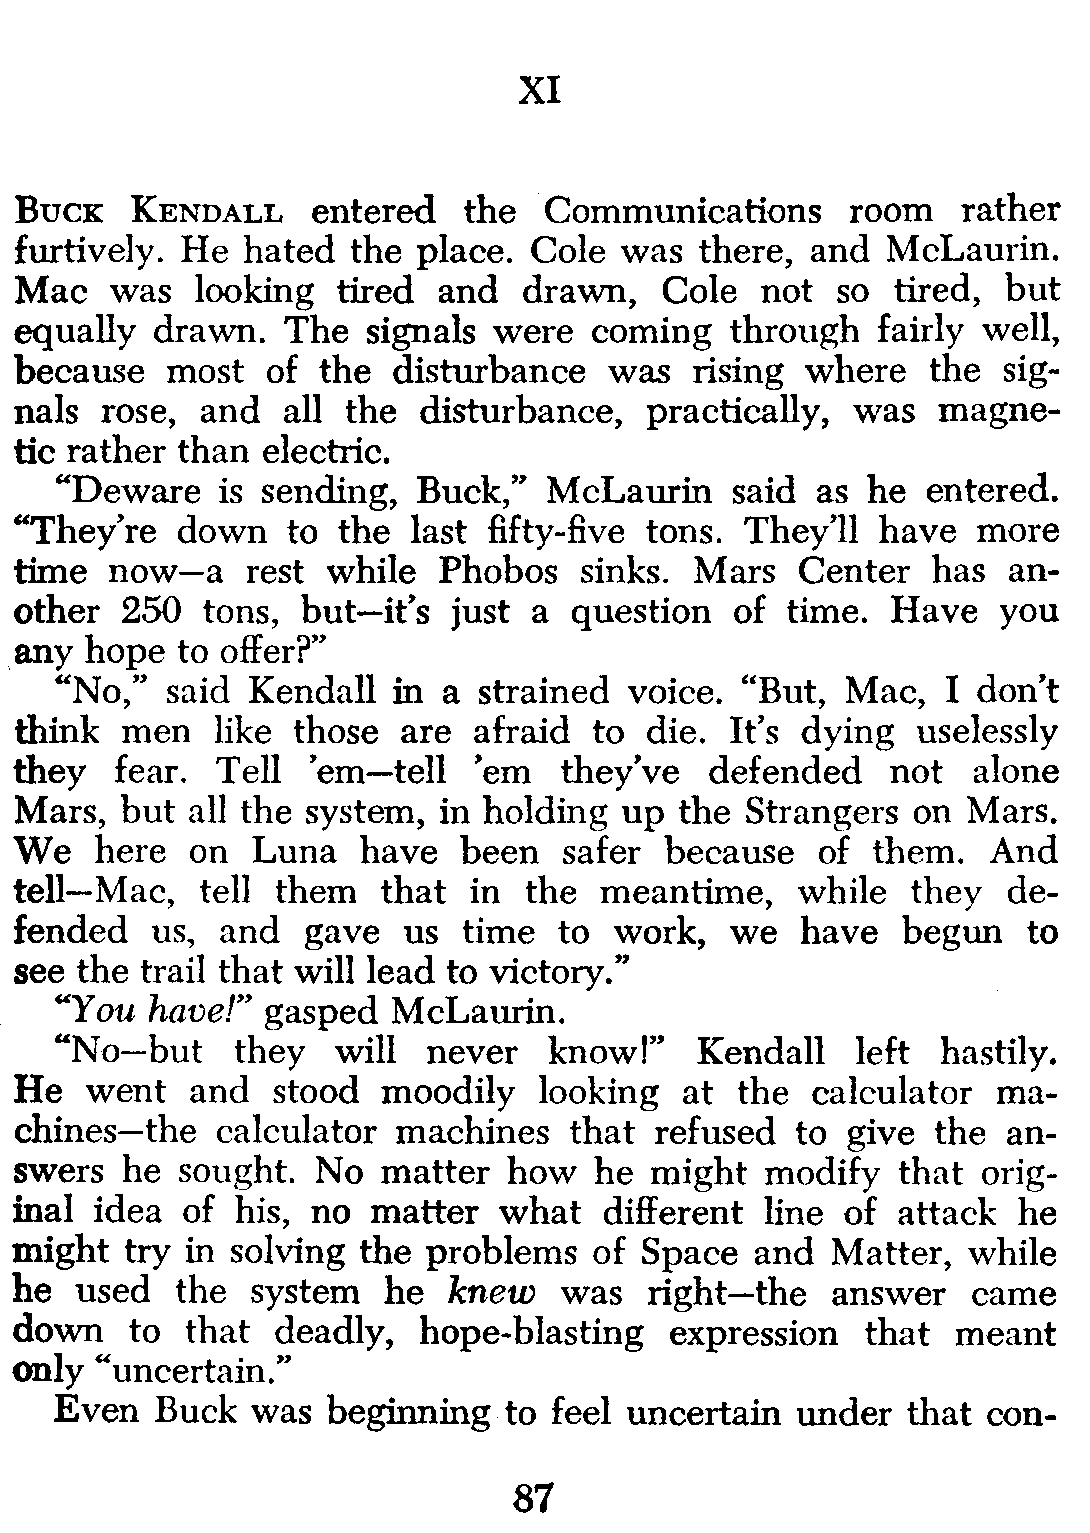 XI
BUCK KENDALL entered the Communications room rather
furtively. He hated the place. Cole was there, and McLaurin.
Mac was looking tired and drawn, Cole not so tired, but
equally drawn. The signals were coming through fairly well,
because most of the disturbance was rising where the sig-
nals rose, and all the disturbance, practically, was magne-
tic rather than electric.
“Deware is sending, Buck,” McLaurin said as he entered.
“They’re down to the last fifty-five tons. They’ll have more
time now—a rest while Phobos sinks. Mars Center has an-
other 250 tons, but—it’s just a question of time. Have you
any hope to offer?”
“No,” said Kendall in a strained voice. “But, Mac, I don’t
think men like those are afraid to die. It’s dying uselessly
they fear. Tell ’em—tell ’em they’ve defended not alone
Mars, but all the system, in holding up the Strangers on Mars.
We here on Luna have been safer because of them. And
tell—Mac, tell them that in the meantime, while they de-
fended us, and gave us time to work, we have begun to
see the trail that will lead to victory.”
“You have!” gasped McLaurin.
“No—but they will never know!” Kendall left hastily.
He went and stood moodily looking at the calculator ma-
chines—the calculator machines that refused to give the an-
swers he sought. No matter how he might modify that orig-
inal idea of his, no matter what different line of attack he
might try in solving the problems of Space and Matter, while
he used the system he knew was right—the answer came
down to that deadly, hope-blasting expression that meant
only “uncertain.”
Even Buck was beginning to feel uncertain under that con-
87